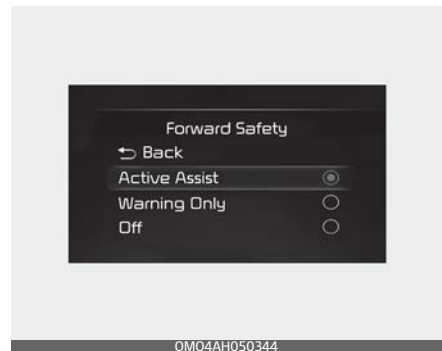 Forward Safety
Back
Active Assist
Warning Only
Off
OMO4AH050344